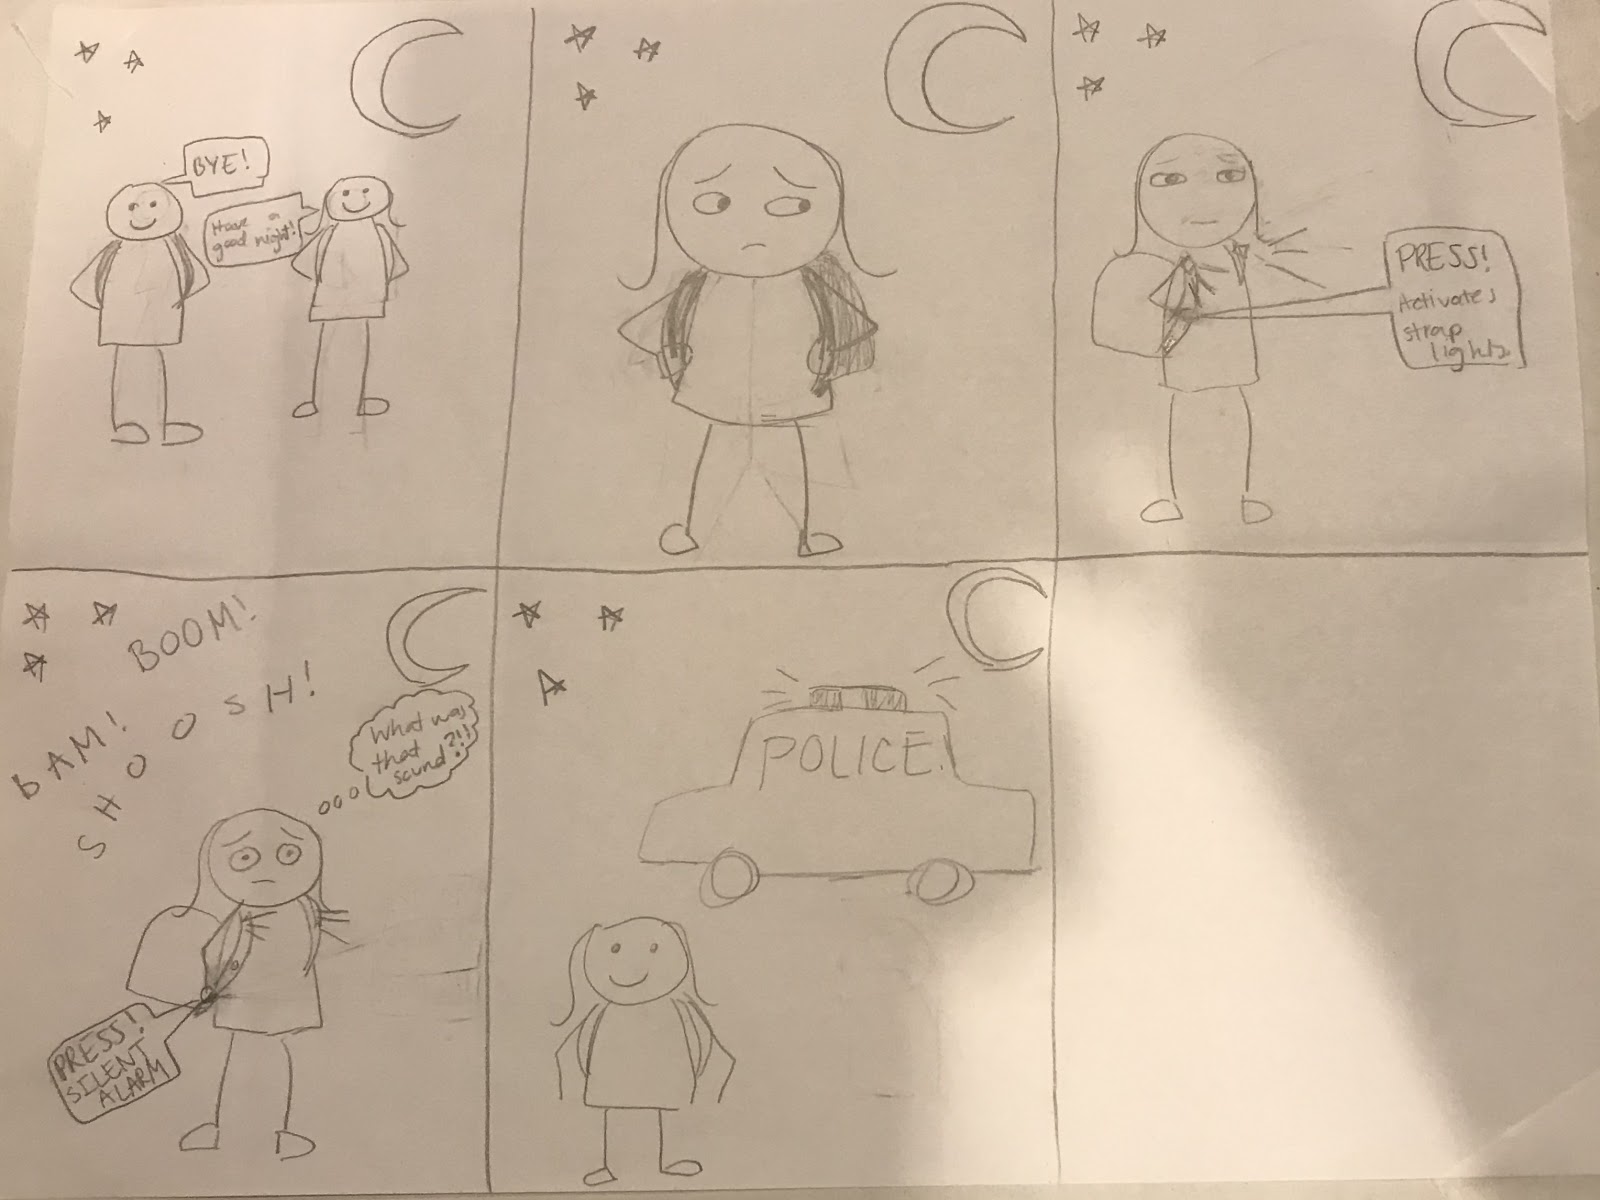 BYE!
Have a
good night!
PRESS!
Activates
strap
lights.
BOOM!
BAM!
SHOOOSH!
What was
that
sound?!!
PRESS!
SILENT
ALARM
POLICE!